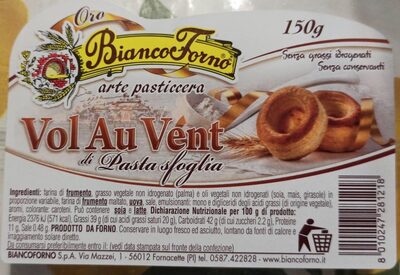 Oro
150g
BiancoForno
arte pasticcera
Senza grassi idrogenati
Senza conservanti
Vol Au Vent
di Pasta sfoglia
Ingredienti: farina di frumento, grasso vegetale non idrogenato (palma) e oli vegetali non idrogenati (soia, mais, girasole) in
proporzione variabile, farina di frumento maltato, uova, sale, emulsionanti: mono e digliceridi degli acidi grassi (di origine vegetale),
aromi, colorante: caroteni. Può contenere soia e latte. Dichiarazione Nutrizionale per 100 g di prodotto:
Energia 2376 kJ (571 kcal), Grassi 39 g (di cui acidi grassi saturi 20 g), Carboidrati 42 g (di cui zuccheri 2.2 g), Proteine
11 g, Sale 0.48 g. PRODOTTO DA FORNO. Conservare in luogo fresco ed asciutto, lontano da fonti di calore e
irraggiamento solare diretto.
Da consumarsi preferibilmente entro il: (vedi data stampata sul fronte della confezione)
BIANCOFORNO S.p.A. Via Mazzei, 1 - 56012 Fornacette (PI) tel. 0587.422828 - www.biancoforno.it
8010247281218